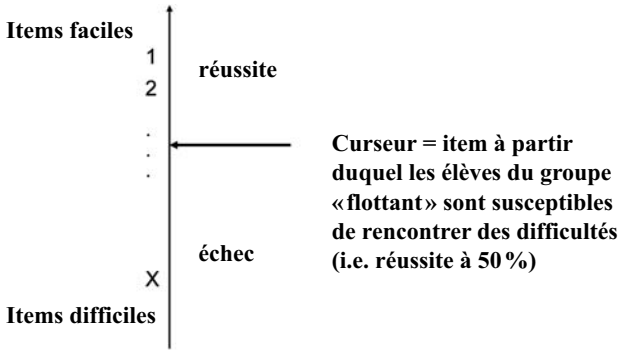 Items faciles
1
réussite
2
.
.
.
Curseur = item à partir
duquel les élèves du groupe
«flottant» sont susceptibles
de rencontrer des difficultés
(i.e. réussite à 50 %)
échec
X
Items difficiles